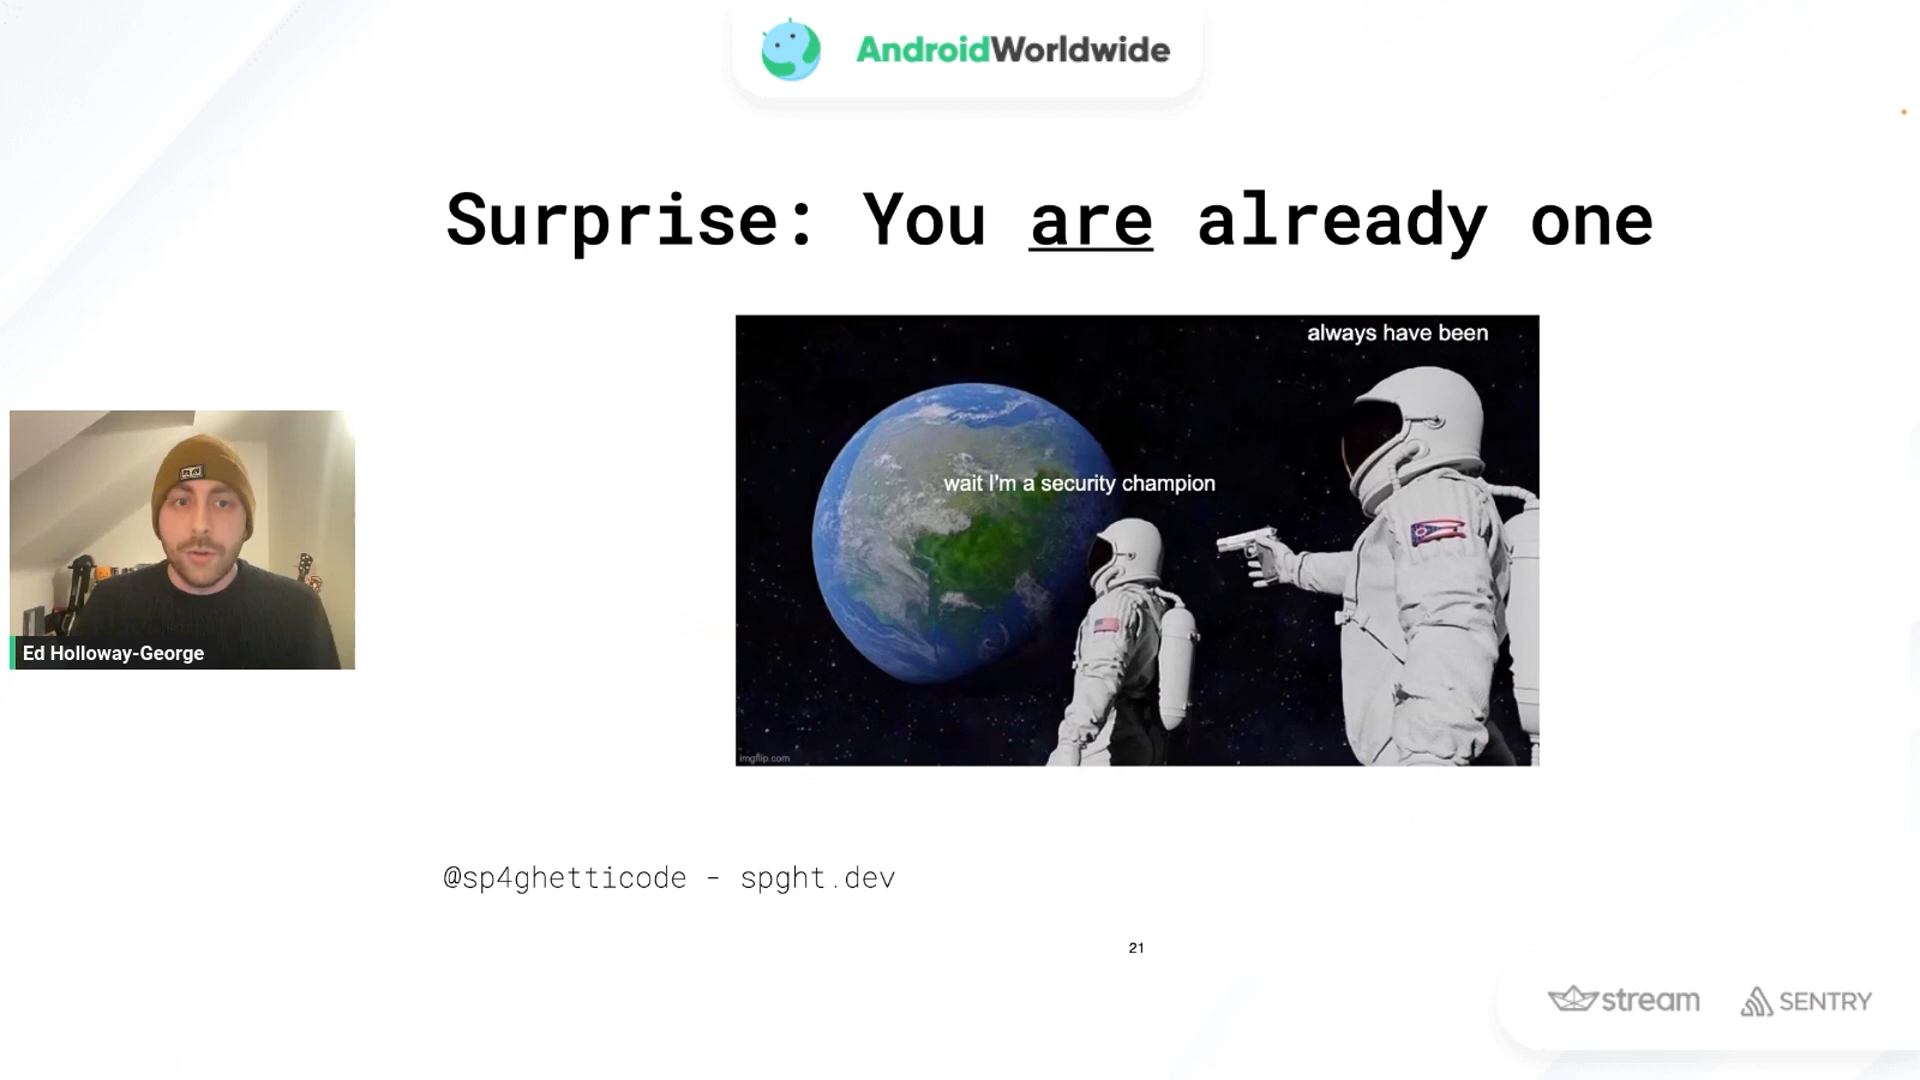 AndroidWorldwide
Surprise: You are already one
always have been
wait I'm a security champion
imgflip.com
Ed Holloway-George
@sp4ghetticode - spght.dev
21
stream
SENTRY